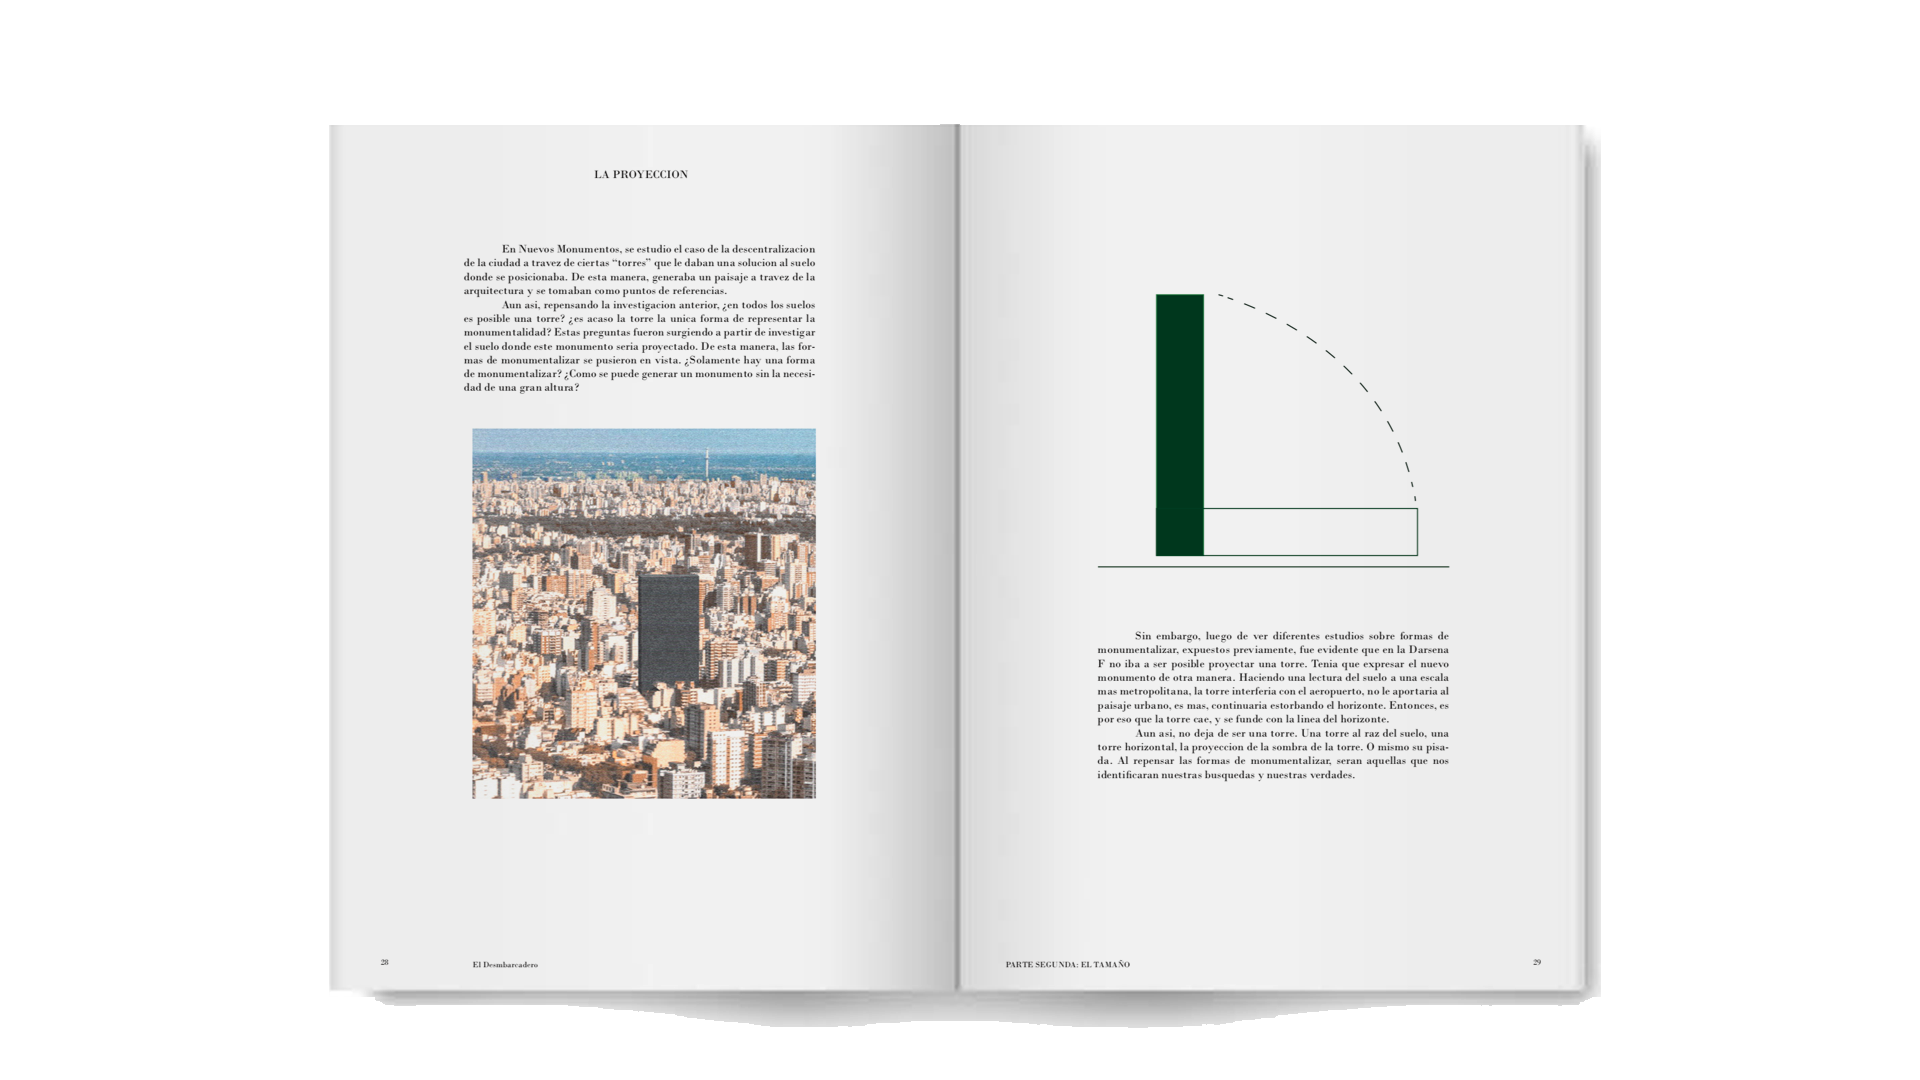 LA PROYECCION
En Nuevos Monumentos, se estudio el caso de la descentralizacion
de la ciudad a travez de ciertas “torres” que le daban una solucion al suelo
donde se posicionaba. De esta manera, generaba un paisaje a travez de la
arquitectura y se tomaban como puntos de referencias.
Aun asi, repensando la investigacion anterior, ¿en todos los suelos
es posible una torre? ¿es acaso la torre la unica forma de representar la
monumentalidad? Estas preguntas fueron surgiendo a partir de investigar
el suelo donde este monumento seria proyectado. De esta manera, las for-
mas de monumentalizar se pusieron en vista. ¿Solamente hay una forma
de monumentalizar? ¿Como se puede generar un monumento sin la necesi-
dad de una gran altura?
28
El Desmbarcadero
Sin embargo, luego de ver diferentes estudios sobre formas de
monumentalizar, expuestos previamente, fue evidente que en la Darsena
F no iba a ser posible proyectar una torre. Tenia que expresar el nuevo
monumento de otra manera. Haciendo una lectura del suelo a una escala
mas metropolitana, la torre interferia con el aeropuerto, no le aportaria al
paisaje urbano, es mas, continuaria estorbando el horizonte. Entonces, es
por eso que la torre cae, y se funde con la linea del horizonte.
Aun asi, no deja de ser una torre. Una torre al raz del suelo, una
torre horizontal, la proyeccion de la sombra de la torre. O mismo su pisa-
da. Al repensar las formas de monumentalizar, seran aquellas que nos
identificaran nuestras busquedas y nuestras verdades.
PARTE SEGUNDA: EL TAMAÑO
29